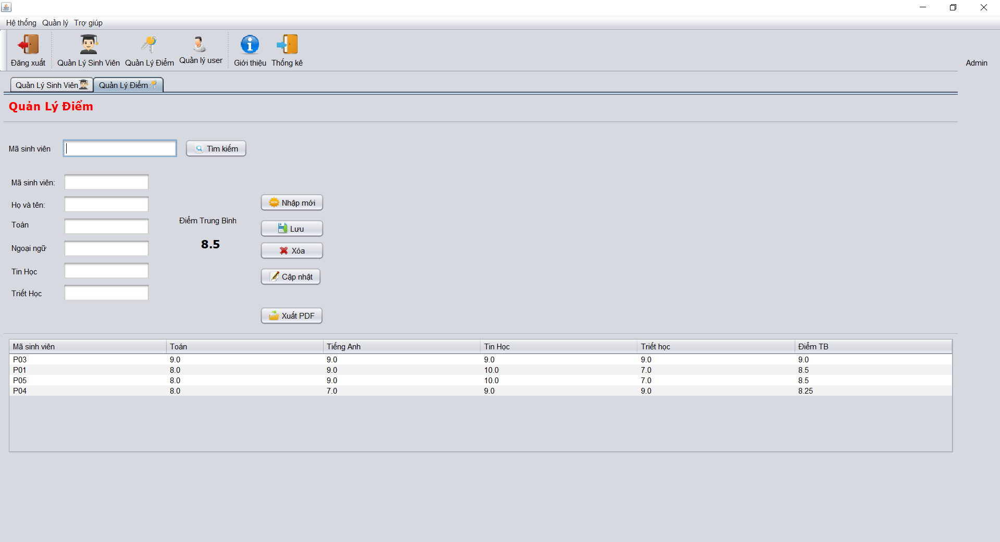 Hệ thống Quản lý Trợ giúp
Đăng xuất Quản Lý Sinh Viên Quản Lý Điểm Quản lý user Giới thiệu Thống kê Admin
Quản Lý Sinh Viên Quản Lý Điểm
Quản Lý Điểm
Mã sinh viên Tìm kiếm
Mã sinh viên:
Họ và tên: Nhập mới
Toán Điểm Trung Bình Lưu
Ngoại ngữ 8.5 Xóa
Tin Học Cập nhật
Triết Học
Xuất PDF
Mã sinh viên Toán Tiếng Anh Tin Học Triết học Điểm TB
P03 9.0 9.0 9.0 9.0 9.0
P01 8.0 9.0 10.0 7.0 8.5
P05 8.0 9.0 10.0 7.0 8.5
P04 8.0 7.0 9.0 9.0 8.25